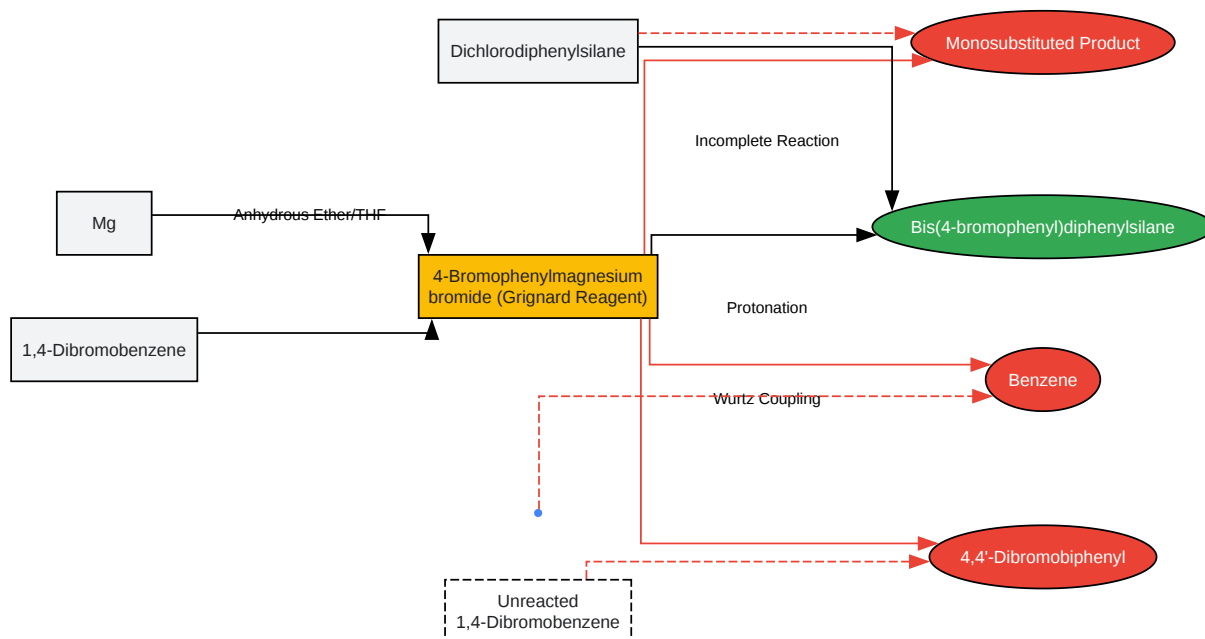 Dichlorodiphenylsilane
Monosubstituted Product
Incomplete Reaction
Mg
Anhydrous Ether/THF
Bis(4-bromophenyl)diphenylsilane
4-Bromophenylmagnesium
bromide (Grignard Reagent)
Protonation
1,4-Dibromobenzene
Benzene
Wurtz Coupling
4,4'-Dibromobiphenyl
Unreacted
1,4-Dibromobenzene